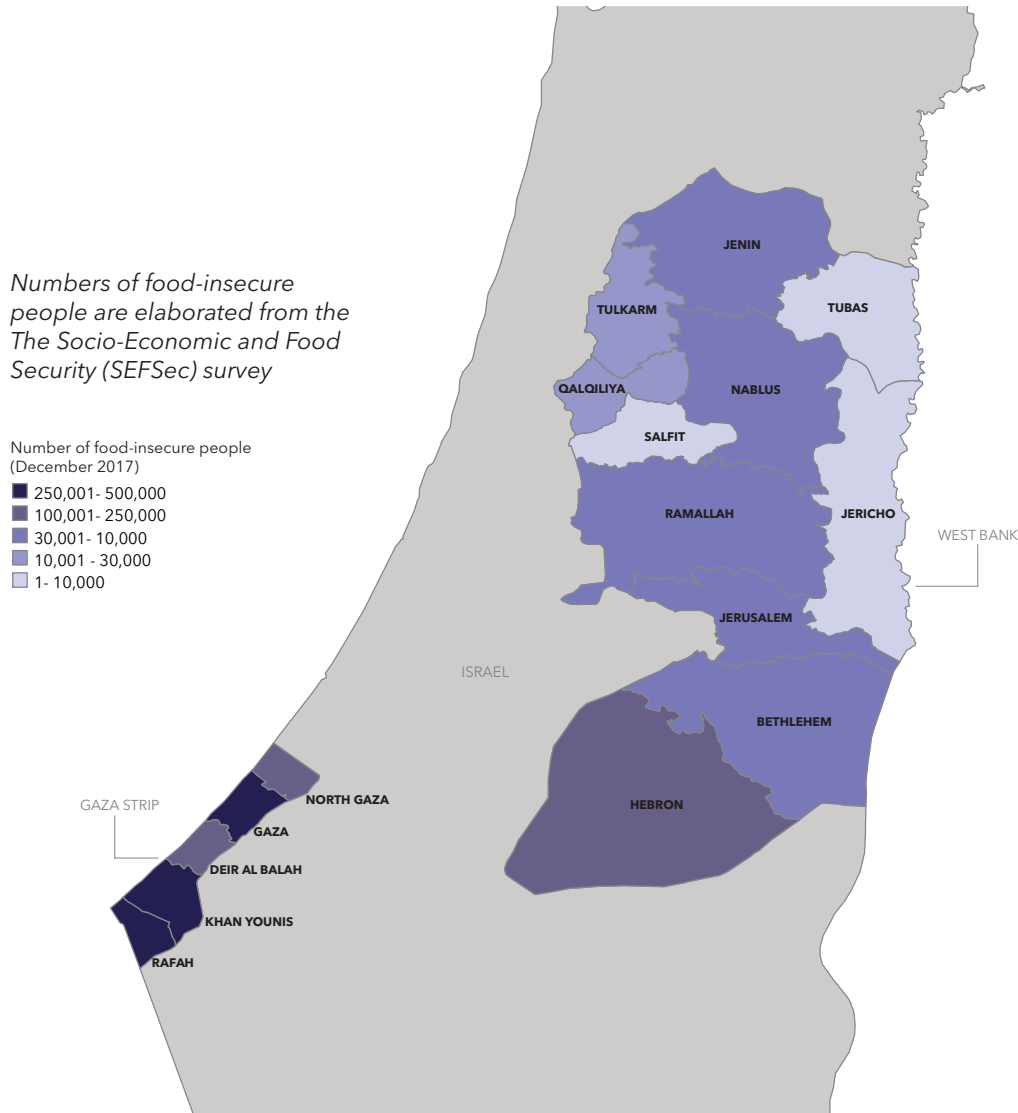 Numbers of food-insecure
people are elaborated from the
The Socio-Economic and Food
Security (SEFSec) survey
Number of food-insecure people
(December 2017)
250,001- 500,000
100,001- 250,000
30,001- 10,000
10,001 - 30,000
1- 10,000
JENIN
TUBAS
TULKARM
QALQILIYA
NABLUS
SALFIT
RAMALLAH
JERICHO
WEST BANK
JERUSALEM
ISRAEL
BETHLEHEM
HEBRON
NORTH GAZA
GAZA STRIP
GAZA
DEIR AL BALAH
KHAN YOUNIS
RAFAH